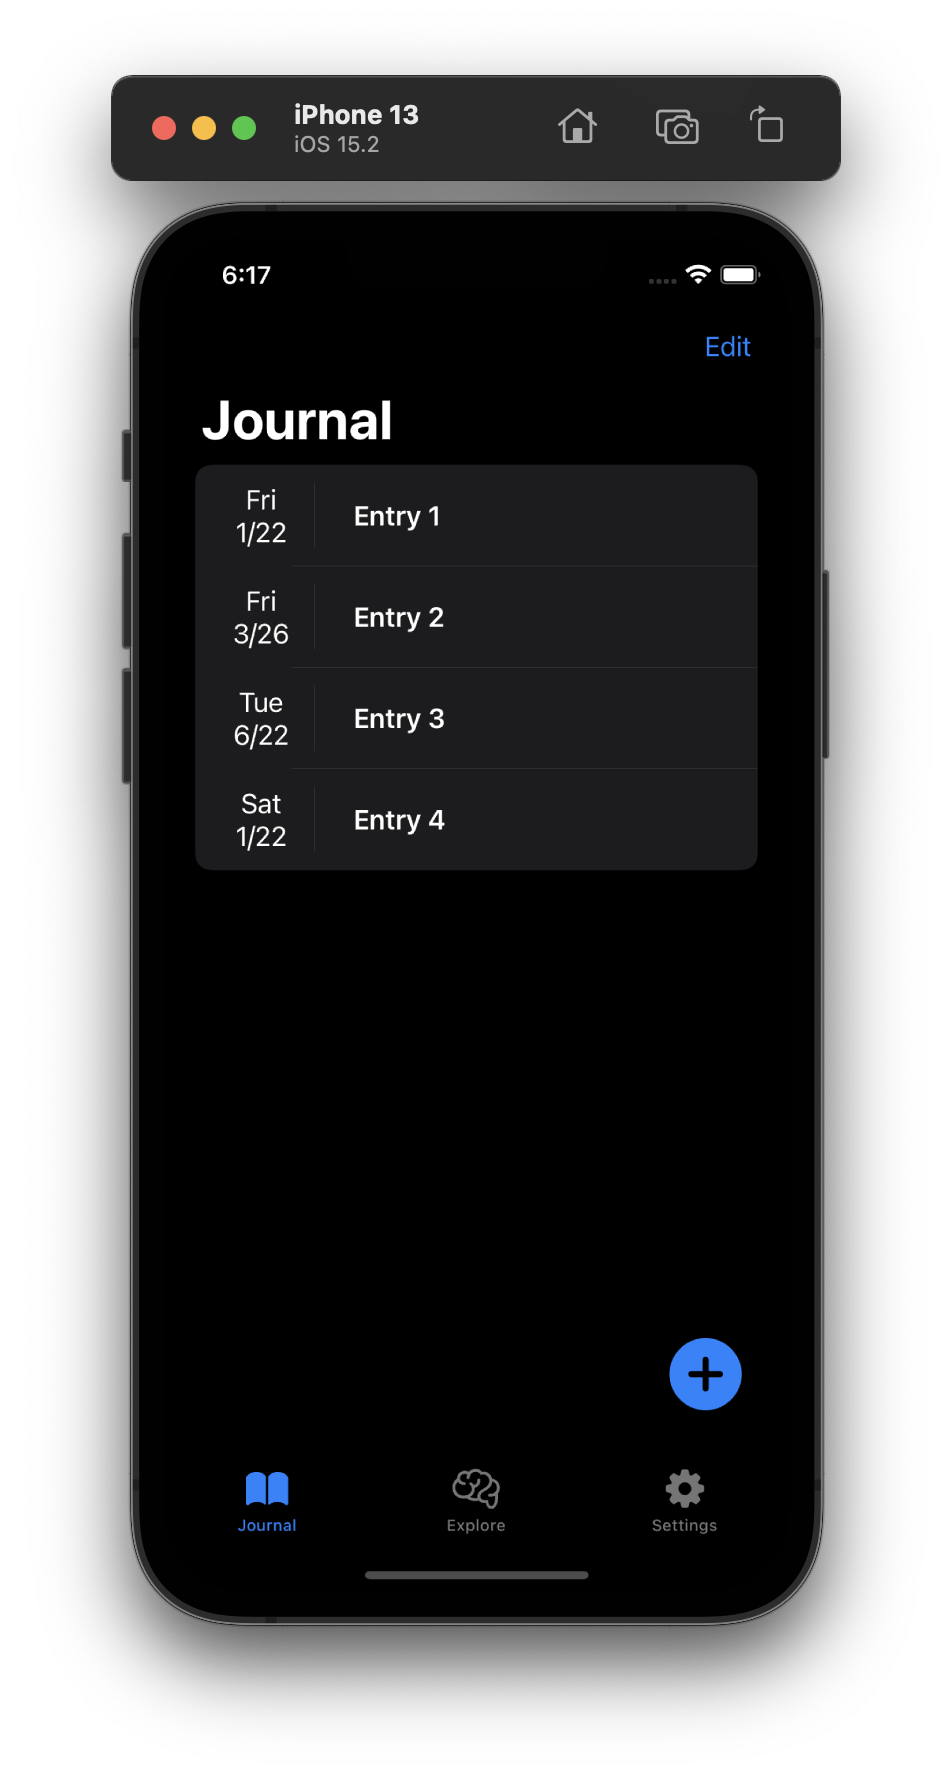 iPhone 13
iOS 15.2
6:17
Edit
Journal
Fri
1/22
Entry 1
Fri
3/26
Entry 2
Tue
6/22
Entry 3
Sat
1/22
Entry 4
Journal
Explore
Settings